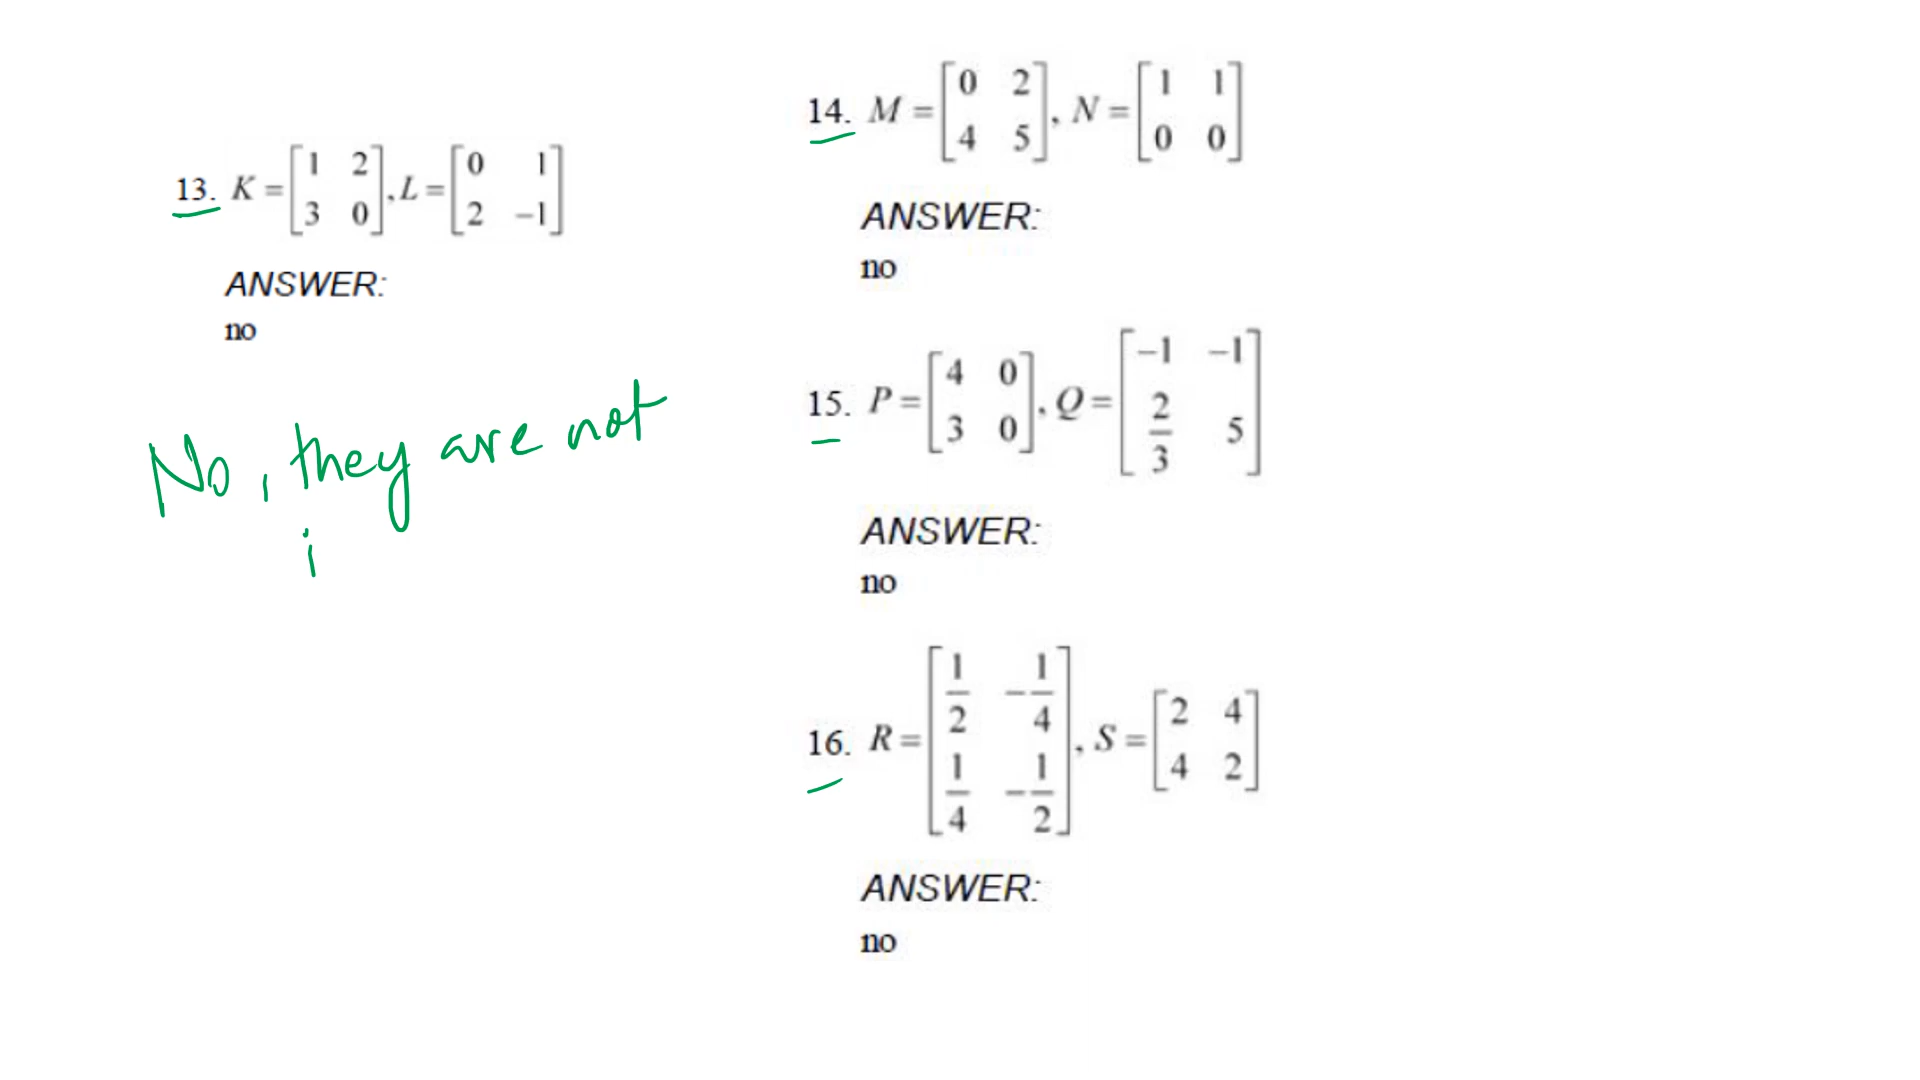 13. K = [1 2; 3 0], L = [0 1; 2 -1]
ANSWER:
no
No, they are not
i
14. M = [0 2; 4 5], N = [1 1; 0 0]
ANSWER:
no
15. P = [4 0; 3 0], Q = [-1 -1; 2/3 5]
ANSWER:
no
16. R = [1/2 -1/4; 1/4 -1/2], S = [2 4; 4 2]
ANSWER:
no